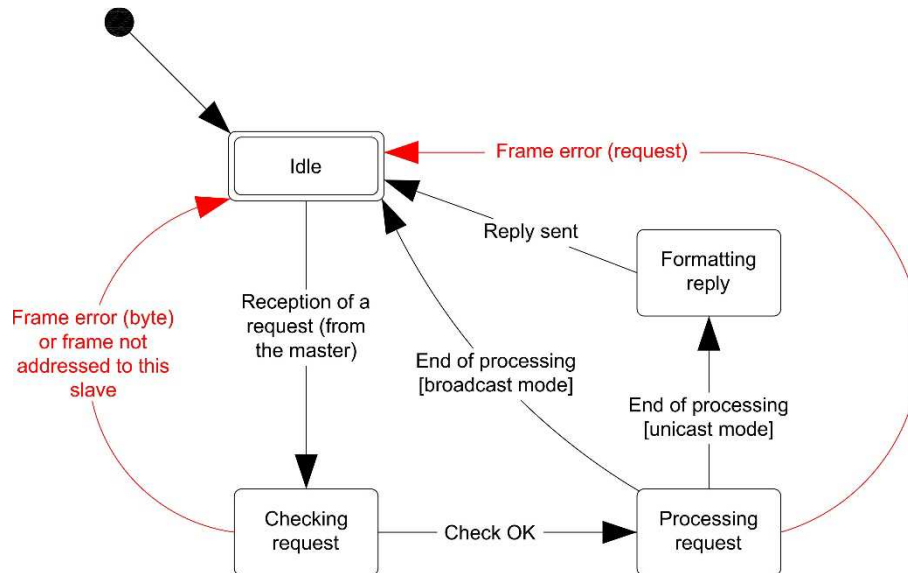 Idle
Frame error (request)
Reply sent
Formatting
reply
Reception of a
request (from
the master)
Frame error (byte)
or frame not
addressed to this
slave
End of processing
[broadcast mode]
End of processing
[unicast mode]
Checking
request
Check OK
Processing
request